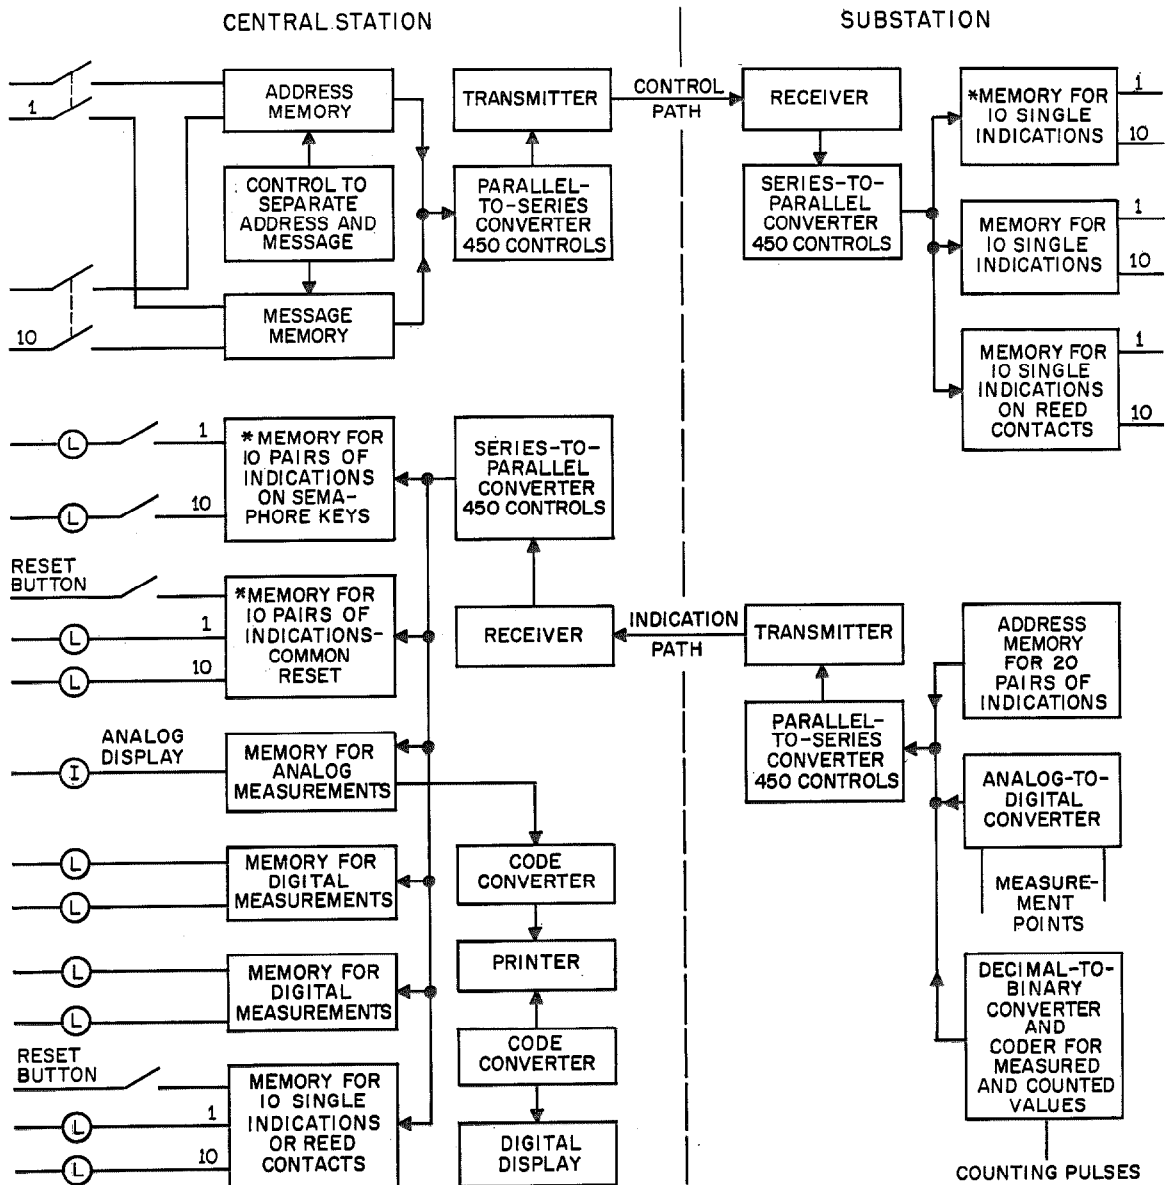 CENTRAL STATION
SUBSTATION
1
10
ADDRESS
MEMORY
CONTROL TO
SEPARATE
ADDRESS AND
MESSAGE
MESSAGE
MEMORY
TRANSMITTER
PARALLEL-
TO-SERIES
CONVERTER
450 CONTROLS
CONTROL
PATH
RECEIVER
SERIES-TO-
PARALLEL
CONVERTER
450 CONTROLS
*MEMORY FOR
10 SINGLE
INDICATIONS
1
10
MEMORY FOR
10 SINGLE
INDICATIONS
1
10
MEMORY FOR
10 SINGLE
INDICATIONS
ON REED
CONTACTS
1
10
L
1
L
10
*MEMORY FOR
10 PAIRS OF
INDICATIONS
ON SEMA-
PHORE KEYS
SERIES-TO-
PARALLEL
CONVERTER
450 CONTROLS
RESET
BUTTON
L
1
L
10
*MEMORY FOR
10 PAIRS OF
INDICATIONS-
COMMON
RESET
RECEIVER
INDICATION
PATH
TRANSMITTER
PARALLEL-
TO-SERIES
CONVERTER
450 CONTROLS
ADDRESS
MEMORY
FOR 20
PAIRS OF
INDICATIONS
ANALOG
DISPLAY
I
MEMORY FOR
ANALOG
MEASUREMENTS
ANALOG-TO-
DIGITAL
CONVERTER
MEASURE-
MENT
POINTS
L
L
MEMORY FOR
DIGITAL
MEASUREMENTS
CODE
CONVERTER
PRINTER
L
L
MEMORY FOR
DIGITAL
MEASUREMENTS
CODE
CONVERTER
DECIMAL-TO-
BINARY
CONVERTER
AND
CODER FOR
MEASURED
AND COUNTED
VALUES
RESET
BUTTON
L
1
L
10
MEMORY FOR
10 SINGLE
INDICATIONS
OR REED
CONTACTS
DIGITAL
DISPLAY
COUNTING PULSES